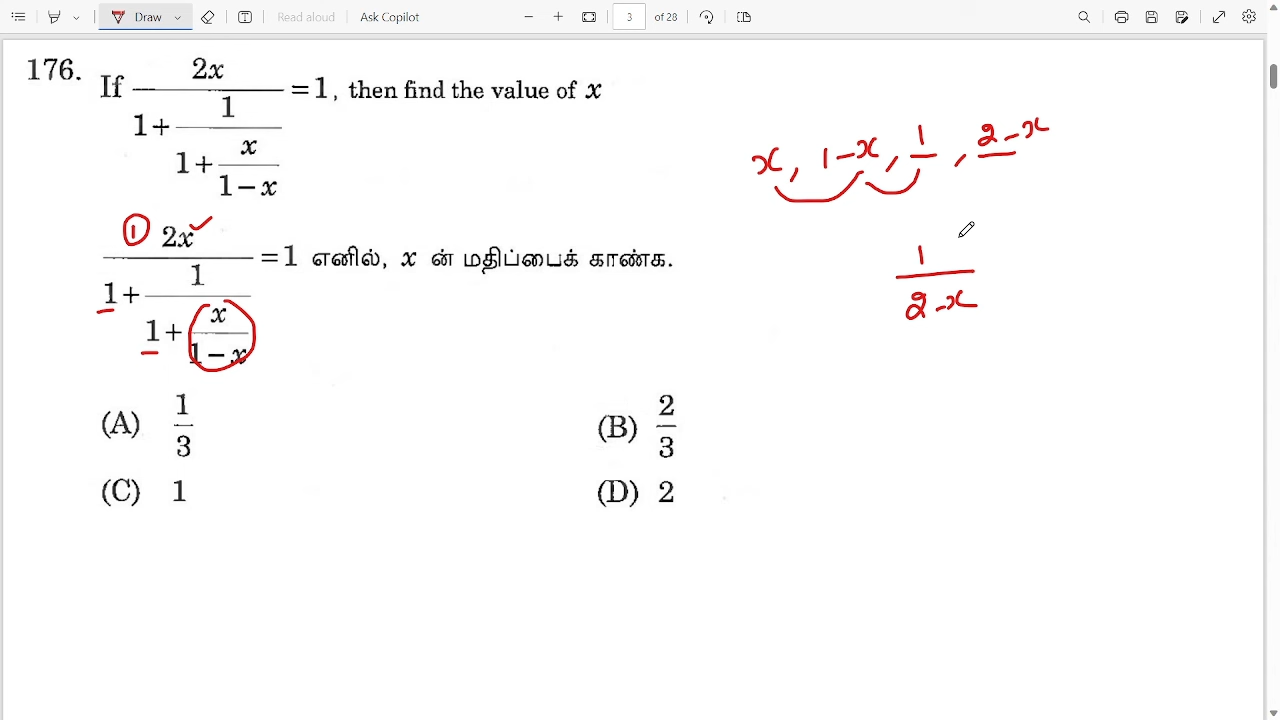 Draw
Read aloud
Ask Copilot
3
of 28
176. If 2x / (1 + 1 / (1 + x / (1 – x))) = 1, then find the value of x
① 2x✓ / (1 + 1 / (1 + x / (1 – x))) = 1 எனில், x ன் மதிப்பைக் காண்க.
(A) 1/3
(B) 2/3
(C) 1
(D) 2
x, 1–x, 1, 2–x
1 / (2–x)